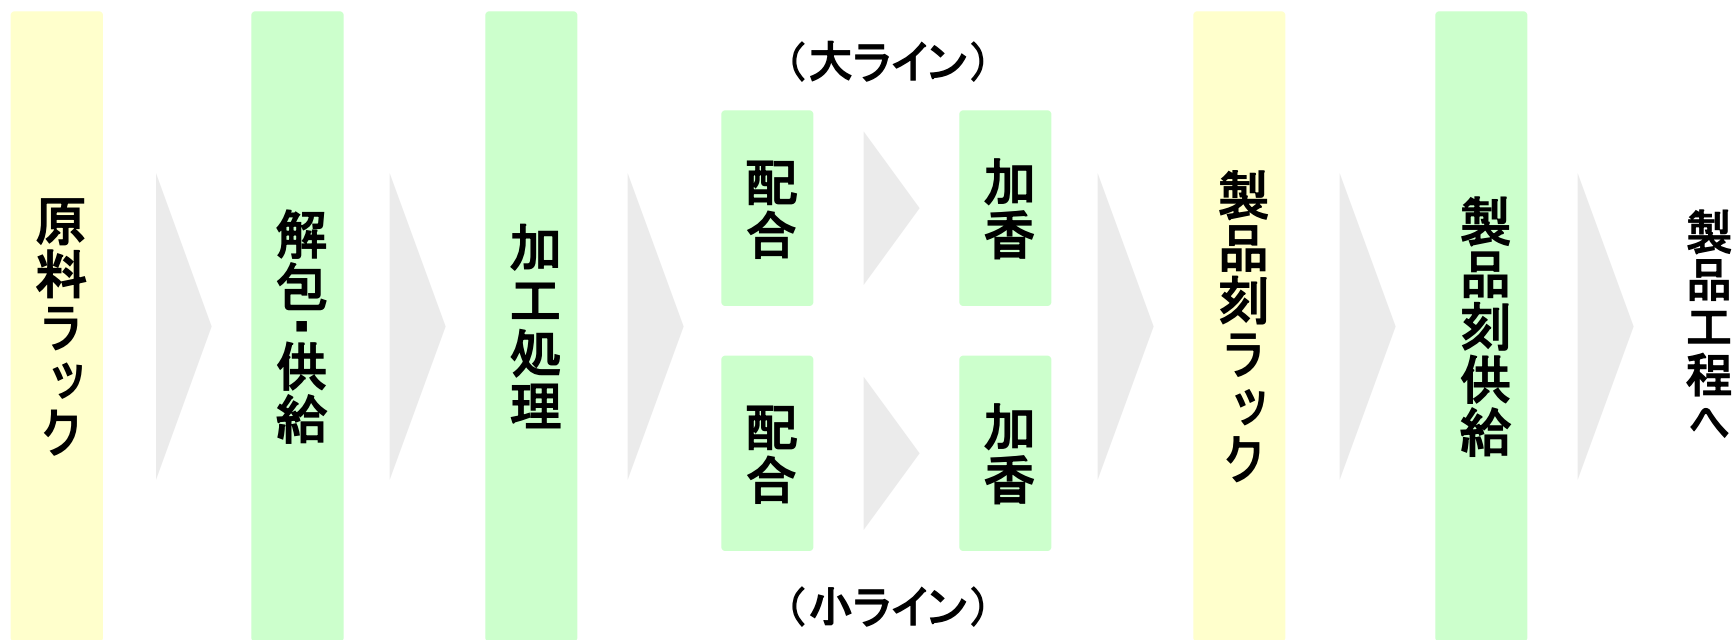 原料ラック
解包・供給
加工処理
（大ライン）
配合
加香
配合
加香
（小ライン）
製品刻ラック
製品刻供給
製品工程へ